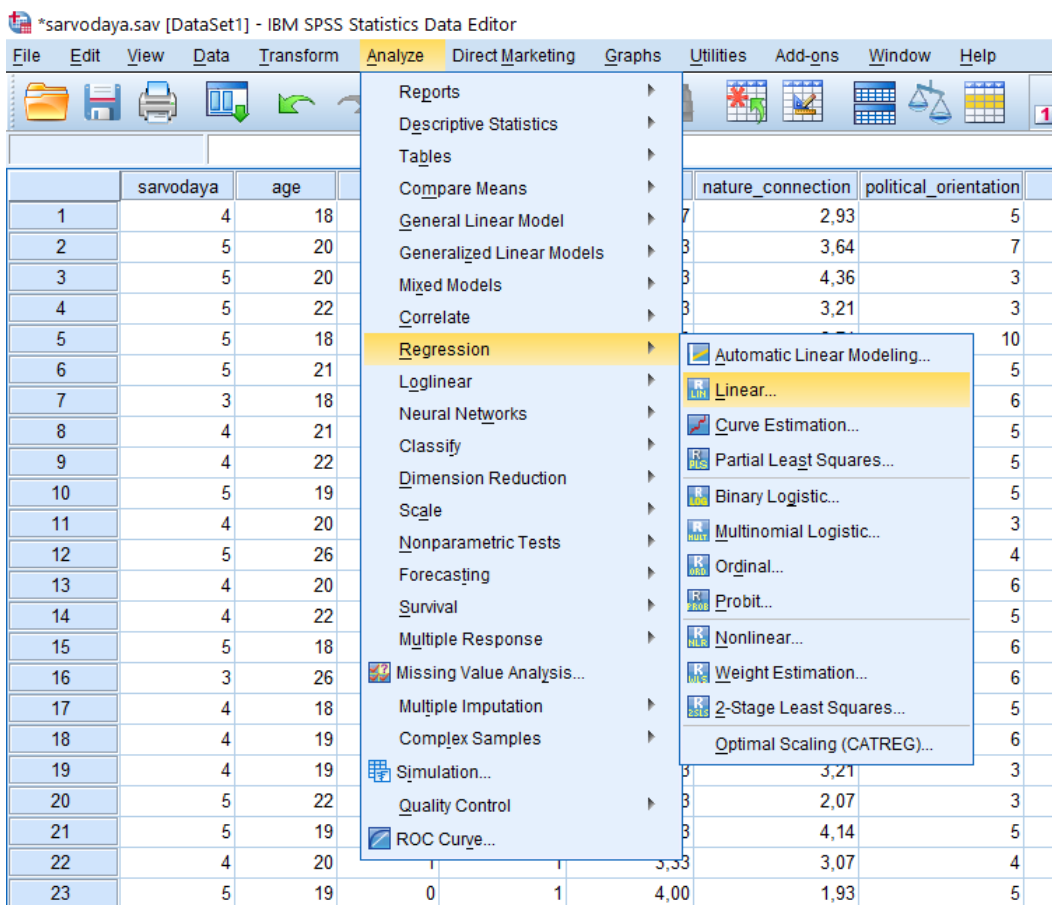 *sarvodaya.sav [DataSet1] - IBM SPSS Statistics Data Editor
File Edit View Data Transform Analyze Direct Marketing Graphs Utilities Add-ons Window Help
Reports
Descriptive Statistics
Tables
Compare Means
General Linear Model
Generalized Linear Models
Mixed Models
Correlate
Regression
Loglinear
Neural Networks
Classify
Dimension Reduction
Scale
Nonparametric Tests
Forecasting
Survival
Multiple Response
Missing Value Analysis...
Multiple Imputation
Complex Samples
Simulation...
Quality Control
ROC Curve...
Automatic Linear Modeling...
Linear...
Curve Estimation...
Partial Least Squares...
Binary Logistic...
Multinomial Logistic...
Ordinal...
Probit...
Nonlinear...
Weight Estimation...
2-Stage Least Squares...
Optimal Scaling (CATREG)...
sarvodaya age nature_connection political_orientation
1 4 18 7 2,93 5
2 5 20 3 3,64 7
3 5 20 3 4,36 3
4 5 22 3 3,21 3
5 5 18 10
6 5 21 5
7 3 18 6
8 4 21 5
9 4 22 5
10 5 19 5
11 4 20 3
12 5 26 4
13 4 20 6
14 4 22 5
15 5 18 6
16 3 26 6
17 4 18 5
18 4 19 6
19 4 19 3 3,21 3
20 5 22 3 2,07 3
21 5 19 3 4,14 5
22 4 20 1 1 3,33 3,07 4
23 5 19 0 1 4,00 1,93 5